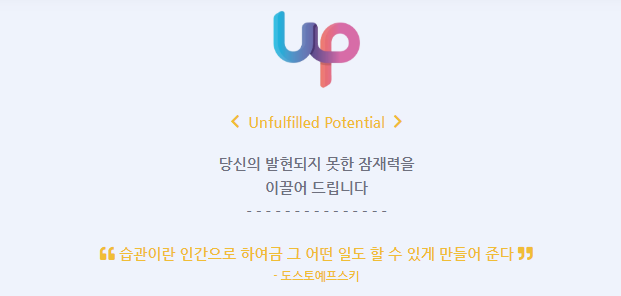 up
< Unfulfilled Potential >
당신의 발현되지 못한 잠재력을
이끌어 드립니다
- - - - - - - - - - - - - - -
❝ 습관이란 인간으로 하여금 그 어떤 일도 할 수 있게 만들어 준다 ❞
- 도스토예프스키